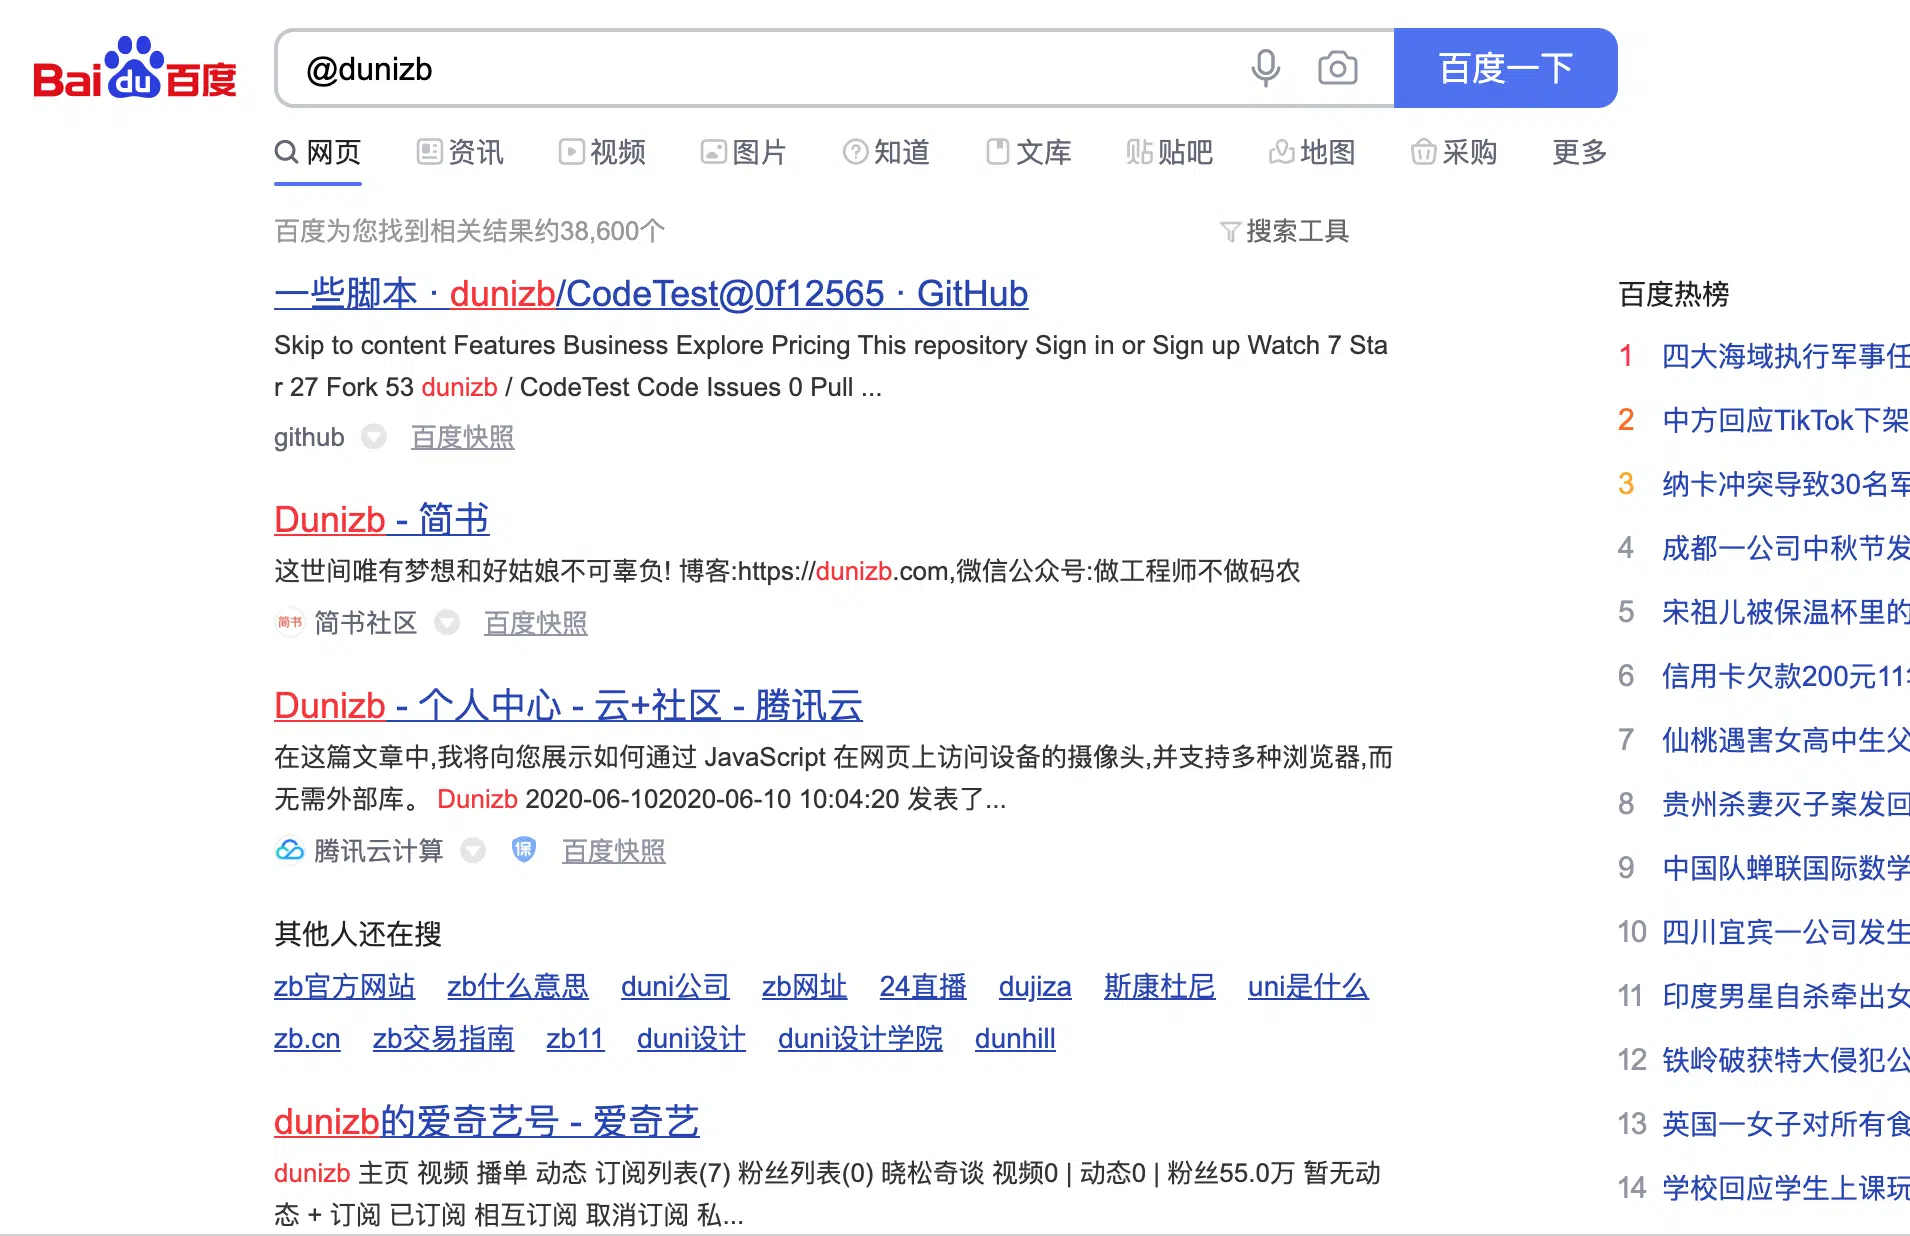 Bai du 百度
@dunizb
百度一下
网页 资讯 视频 图片 知道 文库 贴吧 地图 采购 更多
百度为您找到相关结果约38,600个
搜索工具
一些脚本 · dunizb/CodeTest@0f12565 · GitHub
Skip to content Features Business Explore Pricing This repository Sign in or Sign up Watch 7 Sta
r 27 Fork 53 dunizb / CodeTest Code Issues 0 Pull ...
github 百度快照
Dunizb - 简书
这世间唯有梦想和好姑娘不可辜负! 博客:https://dunizb.com,微信公众号:做工程师不做码农
简书 简书社区 百度快照
Dunizb - 个人中心 - 云+社区 - 腾讯云
在这篇文章中,我将向您展示如何通过 JavaScript 在网页上访问设备的摄像头,并支持多种浏览器,而
无需外部库。 Dunizb 2020-06-102020-06-10 10:04:20 发表了...
腾讯云计算 保 百度快照
其他人还在搜
zb官方网站 zb什么意思 duni公司 zb网址 24直播 dujiza 斯康杜尼 uni是什么
zb.cn zb交易指南 zb11 duni设计 duni设计学院 dunhill
dunizb的爱奇艺号 - 爱奇艺
dunizb 主页 视频 播单 动态 订阅列表(7) 粉丝列表(0) 晓松奇谈 视频0 | 动态0 | 粉丝55.0万 暂无动
态 + 订阅 已订阅 相互订阅 取消订阅 私...
百度热榜
1 四大海域执行军事任
2 中方回应TikTok下架
3 纳卡冲突导致30名军
4 成都一公司中秋节发
5 宋祖儿被保温杯里的
6 信用卡欠款200元11
7 仙桃遇害女高中生父
8 贵州杀妻灭子案发回
9 中国队蝉联国际数学
10 四川宜宾一公司发生
11 印度男星自杀牵出女
12 铁岭破获特大侵犯公
13 英国一女子对所有食
14 学校回应学生上课玩